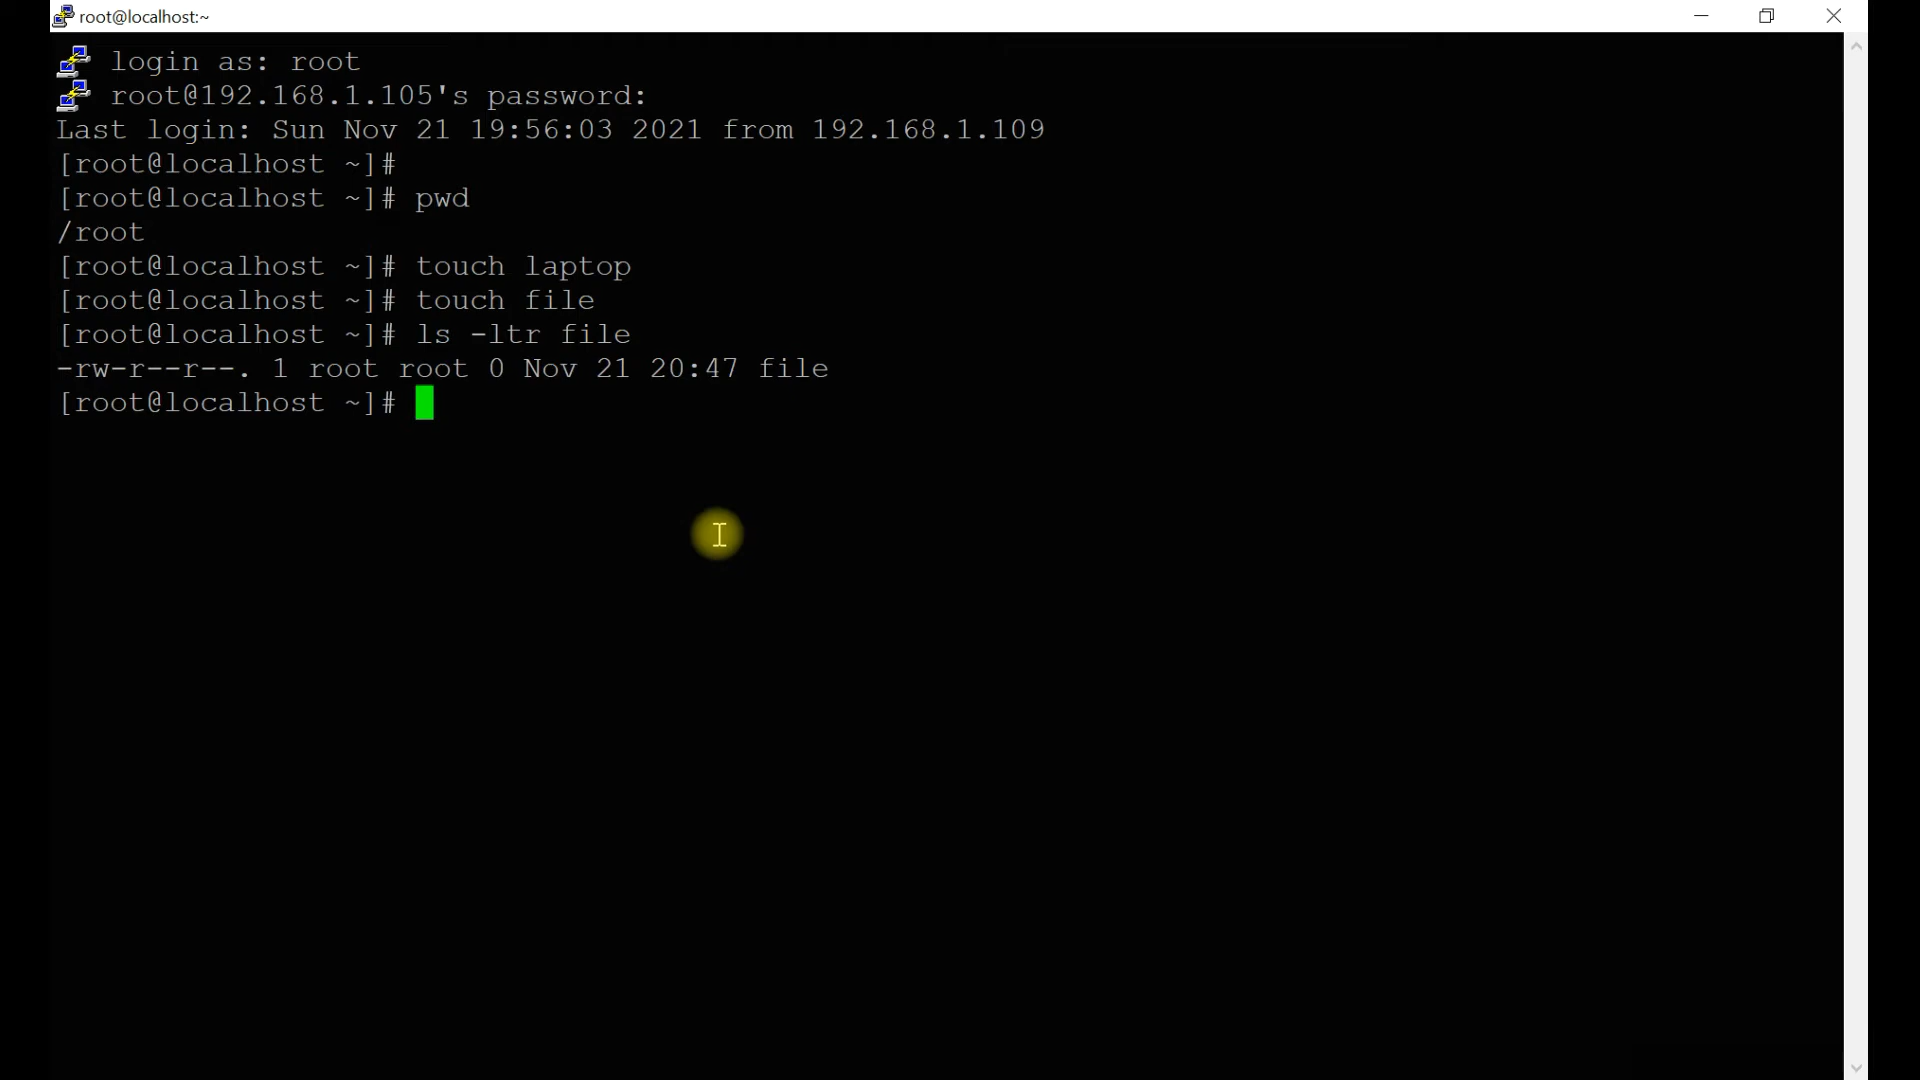 root@localhost:~
login as: root
root@192.168.1.105's password:
Last login: Sun Nov 21 19:56:03 2021 from 192.168.1.109
[root@localhost ~]#
[root@localhost ~]# pwd
/root
[root@localhost ~]# touch laptop
[root@localhost ~]# touch file
[root@localhost ~]# ls -ltr file
-rw-r--r--. 1 root root 0 Nov 21 20:47 file
[root@localhost ~]#